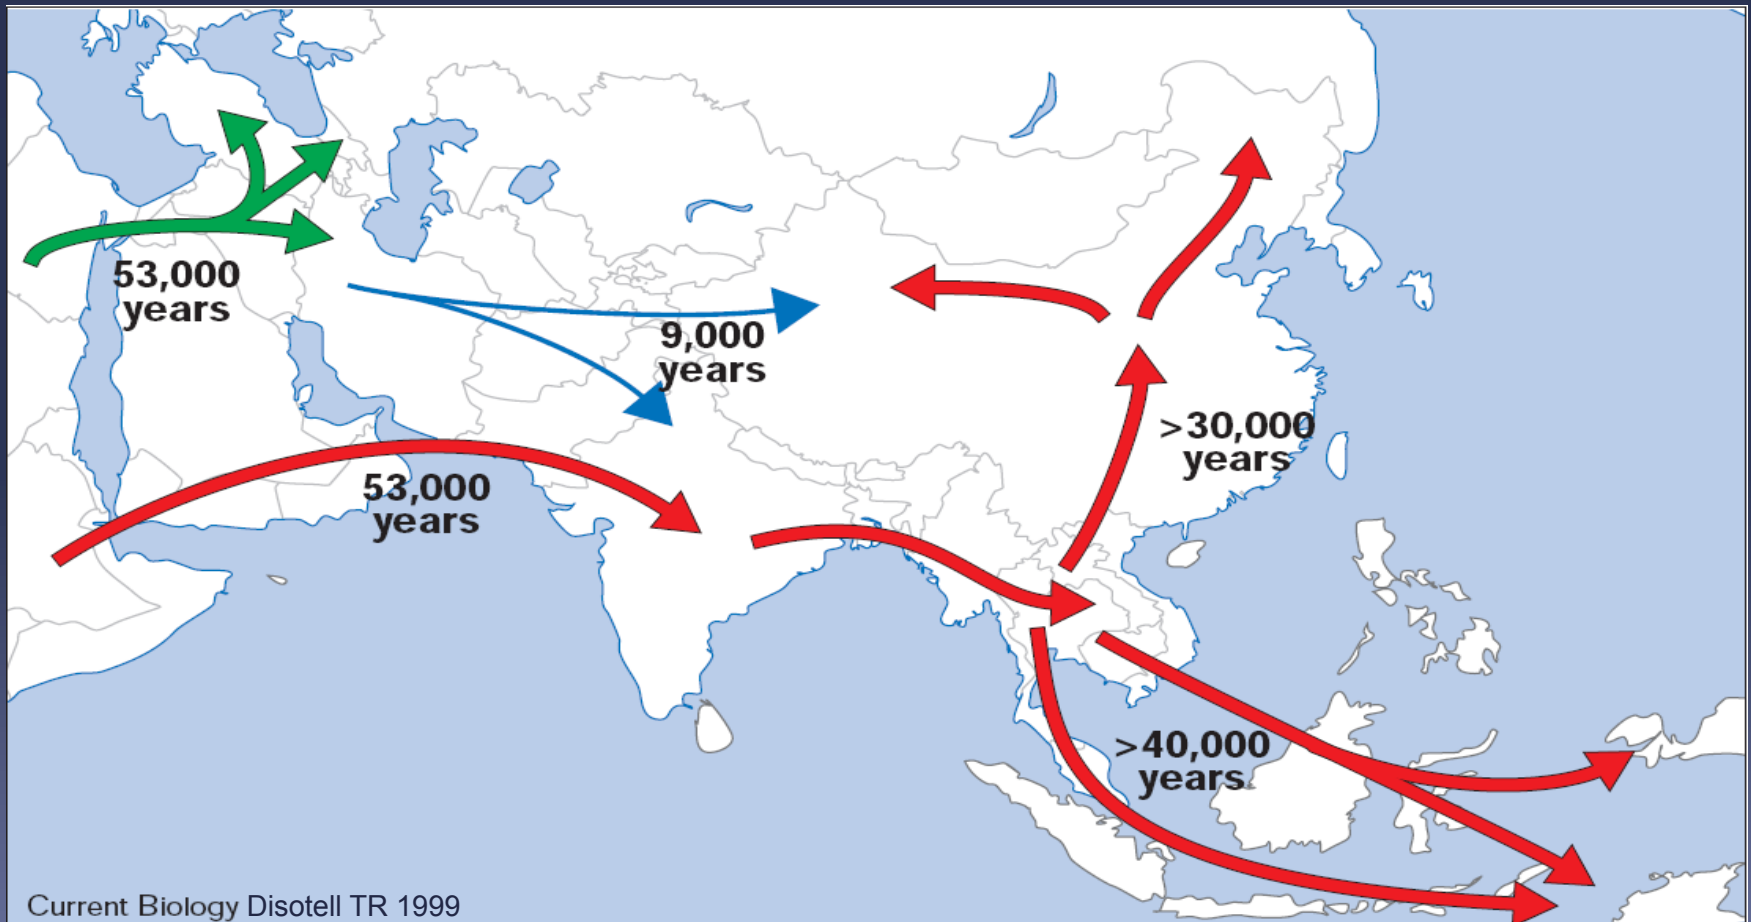 53,000
years
9,000
years
>30,000
years
53,000
years
>40,000
years
Current Biology Disotell TR 1999